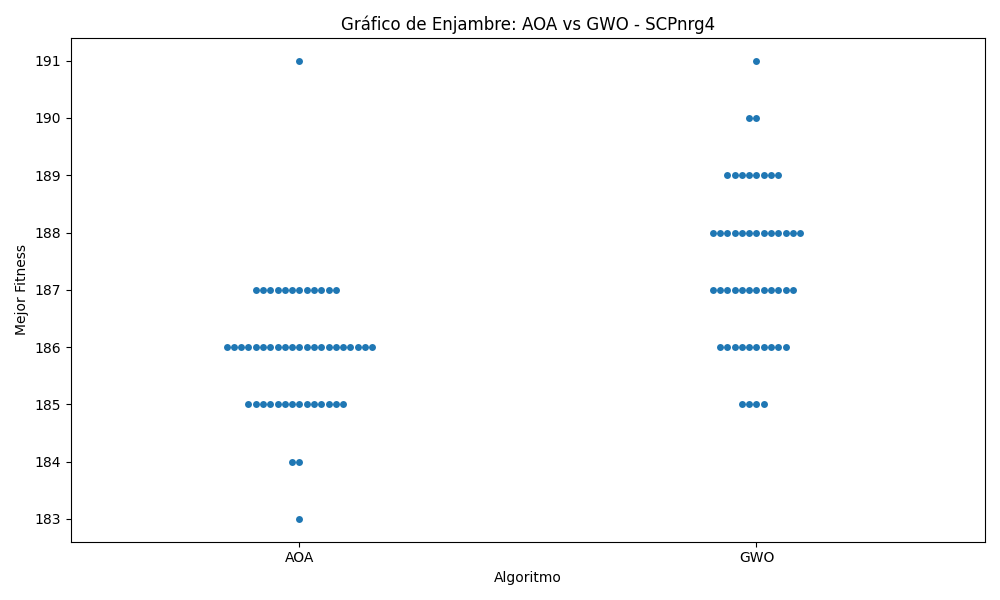 Gráfico de Enjambre: AOA vs GWO - SCPnrg4
Mejor Fitness
191
190
189
188
187
186
185
184
183
AOA
GWO
Algoritmo